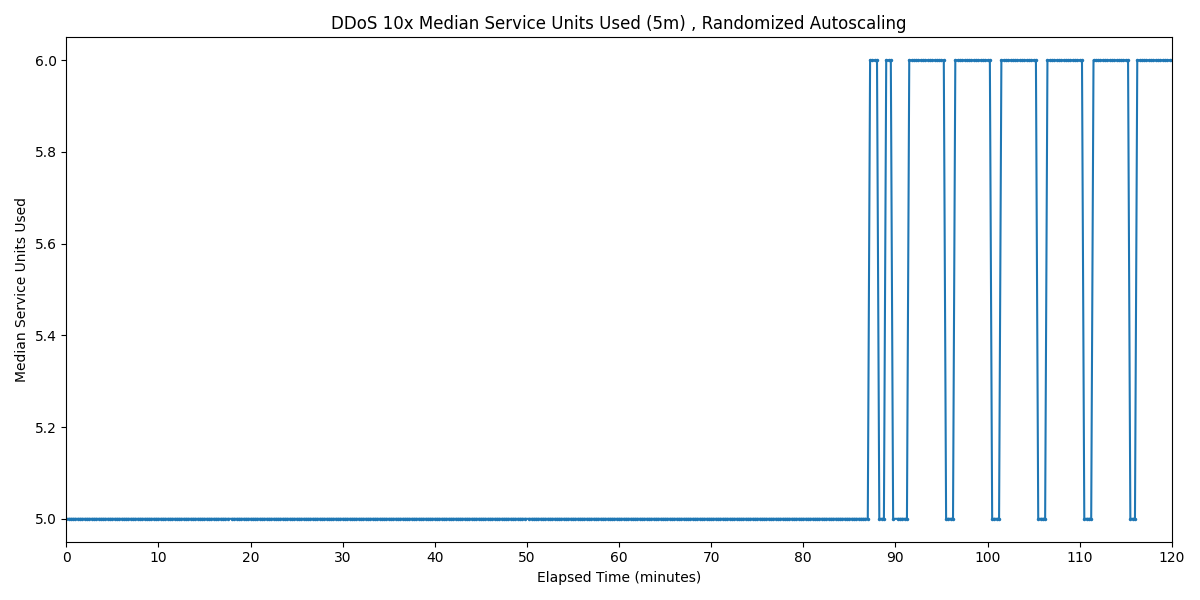 DDoS 10x Median Service Units Used (5m) , Randomized Autoscaling
6.0
5.8
5.6
5.4
5.2
5.0
Median Service Units Used
0 10 20 30 40 50 60 70 80 90 100 110 120
Elapsed Time (minutes)